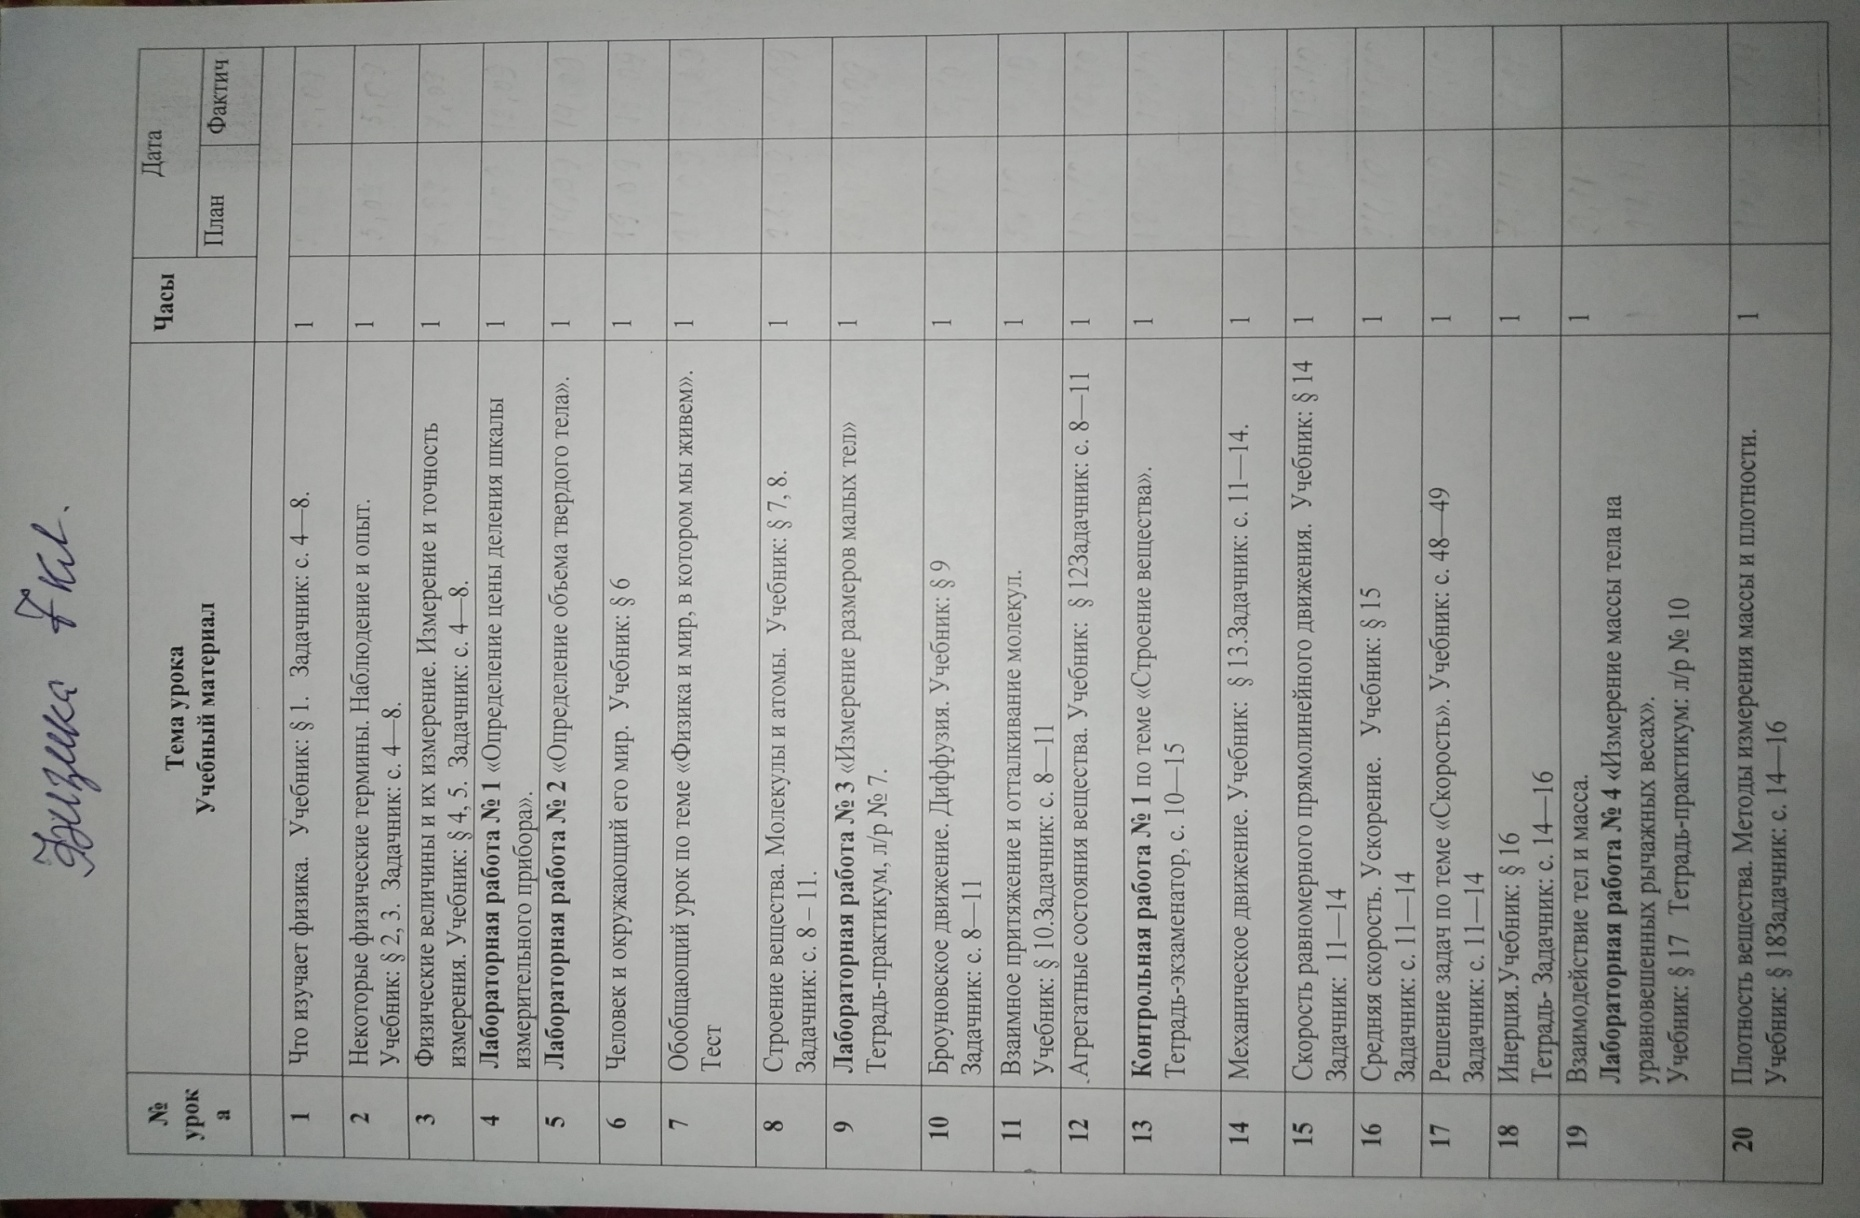 Физика 7 кл.
№ урок а
Тема урока
Учебный материал
Часы
Дата
План
Фактич
1
Что изучает физика. Учебник: § 1. Задачник: с. 4—8.
1
2
Некоторые физические термины. Наблюдение и опыт.
Учебник: § 2, 3. Задачник: с. 4—8.
1
3
Физические величины и их измерение. Измерение и точность
измерения. Учебник: § 4, 5. Задачник: с. 4—8.
1
4
Лабораторная работа № 1 «Определение цены деления шкалы
измерительного прибора».
1
5
Лабораторная работа № 2 «Определение объема твердого тела».
1
6
Человек и окружающий его мир. Учебник: § 6
1
7
Обобщающий урок по теме «Физика и мир, в котором мы живем».
Тест
1
8
Строение вещества. Молекулы и атомы. Учебник: § 7, 8.
Задачник: с. 8 – 11.
1
9
Лабораторная работа № 3 «Измерение размеров малых тел»
Тетрадь-практикум, л/р № 7.
1
10
Броуновское движение. Диффузия. Учебник: § 9
Задачник: с. 8—11
1
11
Взаимное притяжение и отталкивание молекул.
Учебник: § 10.Задачник: с. 8—11
1
12
.Агрегатные состояния вещества. Учебник: § 12Задачник: с. 8—11
1
13
Контрольная работа № 1 по теме «Строение вещества».
Тетрадь-экзаменатор, с. 10—15
1
14
Механическое движение. Учебник: § 13.Задачник: с. 11—14.
1
15
Скорость равномерного прямолинейного движения. Учебник: § 14
Задачник: 11—14
1
16
Средняя скорость. Ускорение. Учебник: § 15
Задачник: с. 11—14
1
17
Решение задач по теме «Скорость». Учебник: с. 48—49
Задачник: с. 11—14
1
18
Инерция.Учебник: § 16
Тетрадь- Задачник: с. 14—16
1
19
Взаимодействие тел и масса.
Лабораторная работа № 4 «Измерение массы тела на
уравновешенных рычажных весах».
Учебник: § 17 Тетрадь-практикум: л/р № 10
1
20
Плотность вещества. Методы измерения массы и плотности.
Учебник: § 18Задачник: с. 14—16
1